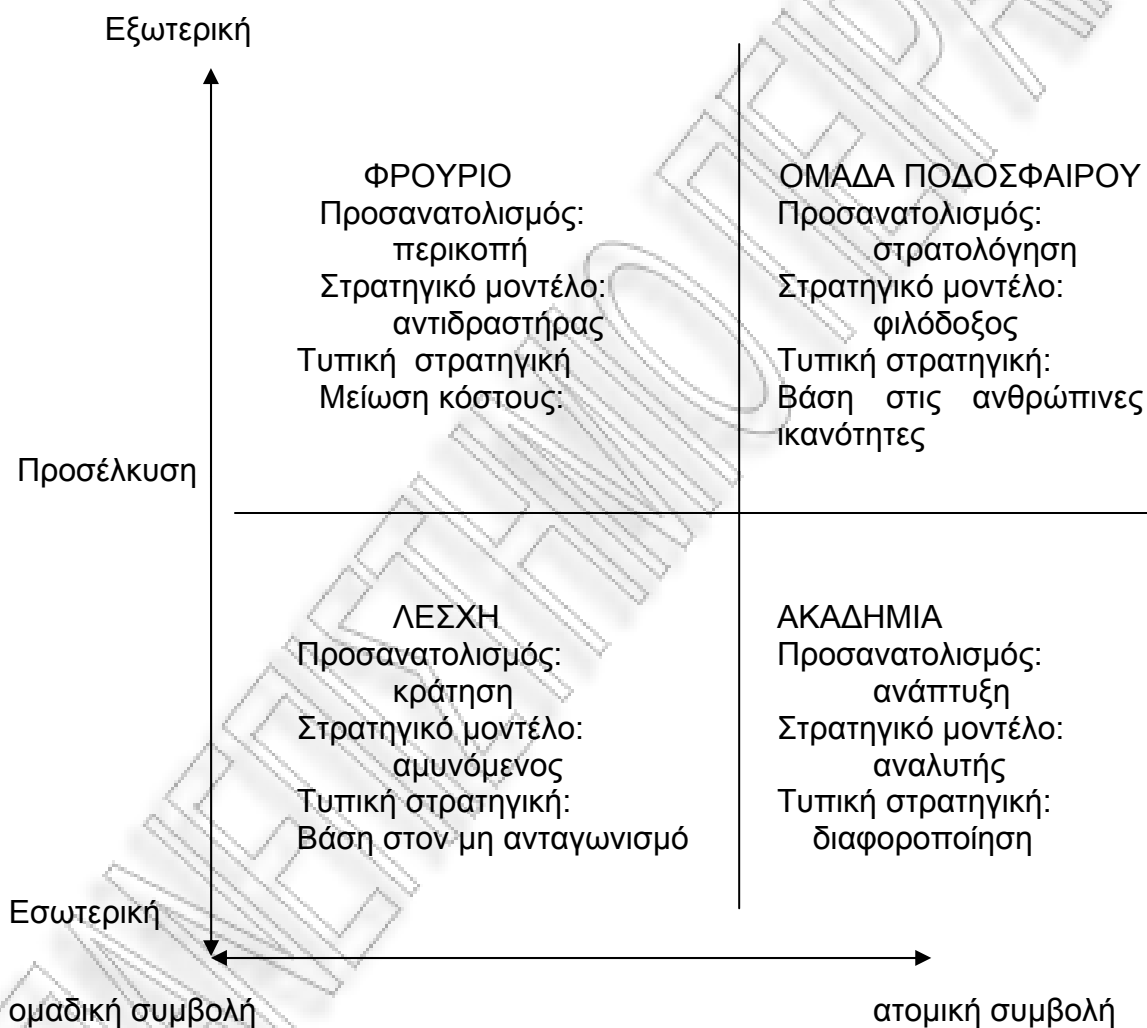 Εξωτερική
ΦΡΟΥΡΙΟ
Προσανατολισμός:
περικοπή
Στρατηγικό μοντέλο:
αντιδραστήρας
Τυπική στρατηγική
Μείωση κόστους:
ΟΜΑΔΑ ΠΟΔΟΣΦΑΙΡΟΥ
Προσανατολισμός:
στρατολόγηση
Στρατηγικό μοντέλο:
φιλόδοξος
Τυπική στρατηγική:
Βάση στις ανθρώπινες
ικανότητες
Προσέλκυση
ΛΕΣΧΗ
Προσανατολισμός:
κράτηση
Στρατηγικό μοντέλο:
αμυνόμενος
Τυπική στρατηγική:
Βάση στον μη ανταγωνισμό
ΑΚΑΔΗΜΙΑ
Προσανατολισμός:
ανάπτυξη
Στρατηγικό μοντέλο:
αναλυτής
Τυπική στρατηγική:
διαφοροποίηση
Εσωτερική
ομαδική συμβολή
ατομική συμβολή